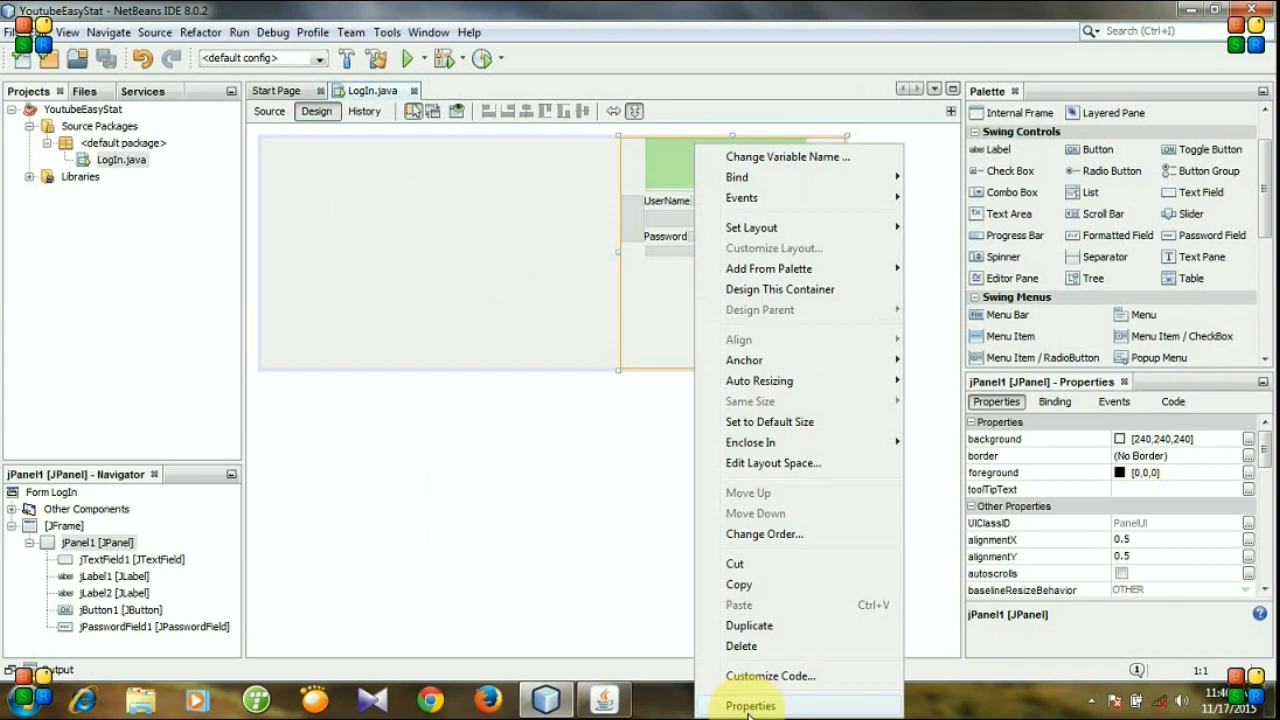 YoutubeEasyStat - NetBeans IDE 8.0.2
View Navigate Source Refactor Run Debug Profile Team Tools Window Help
Search (Ctrl+I)
<default config>
Projects Files Services
YoutubeEasyStat
Source Packages
<default package>
LogIn.java
Libraries
Start Page LogIn.java
Source Design History
UserName
Password
Change Variable Name ...
Bind
Events
Set Layout
Customize Layout...
Add From Palette
Design This Container
Design Parent
Align
Anchor
Auto Resizing
Same Size
Set to Default Size
Enclose In
Edit Layout Space...
Move Up
Move Down
Change Order...
Cut
Copy
Paste Ctrl+V
Duplicate
Delete
Customize Code...
Properties
Palette
Internal Frame Layered Pane
Swing Controls
label Label OK Button Toggle Button
Check Box Radio Button Button Group
Combo Box List Text Field
Text Area Scroll Bar Slider
Progress Bar Formatted Field Password Field
Spinner Separator Text Pane
Editor Pane Tree Table
Swing Menus
Menu Bar Menu
Menu Item Menu Item / CheckBox
Menu Item / RadioButton Popup Menu
jPanel1 [JPanel] - Properties
Properties Binding Events Code
Properties
background [240,240,240]
border (No Border)
foreground [0,0,0]
toolTipText
Other Properties
UIClassID PanelUI
alignmentX 0.5
alignmentY 0.5
autoscrolls
baselineResizeBehavior OTHER
jPanel1 [JPanel]
jPanel1 [JPanel] - Navigator
Form LogIn
Other Components
[JFrame]
jPanel1 [JPanel]
jTextField1 [JTextField]
label jLabel1 [JLabel]
label jLabel2 [JLabel]
OK jButton1 [JButton]
jPasswordField1 [JPasswordField]
1:1
11/17/2015
B
S R
B
S R
B
S R
B
S R